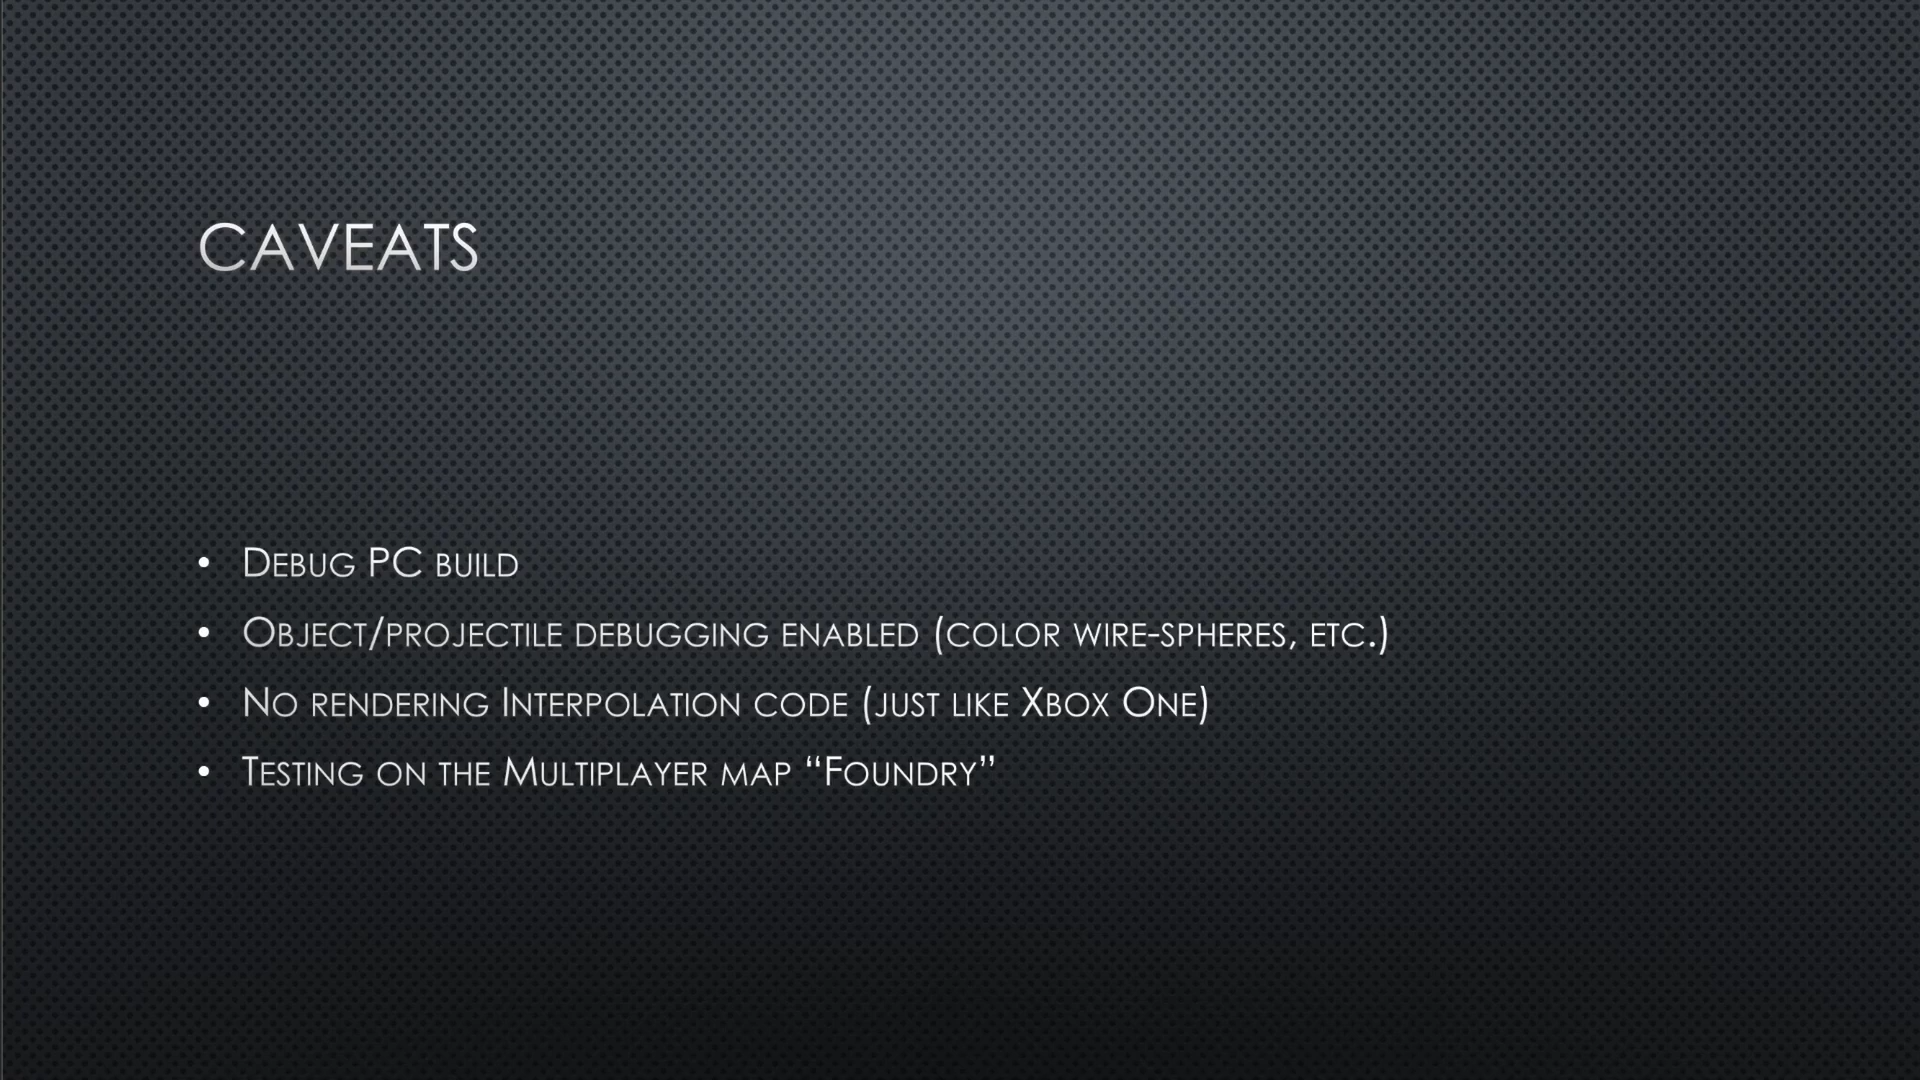 CAVEATS
• Debug PC build
• Object/projectile debugging enabled (color wire-spheres, etc.)
• No rendering Interpolation code (just like Xbox One)
• Testing on the Multiplayer map “Foundry”